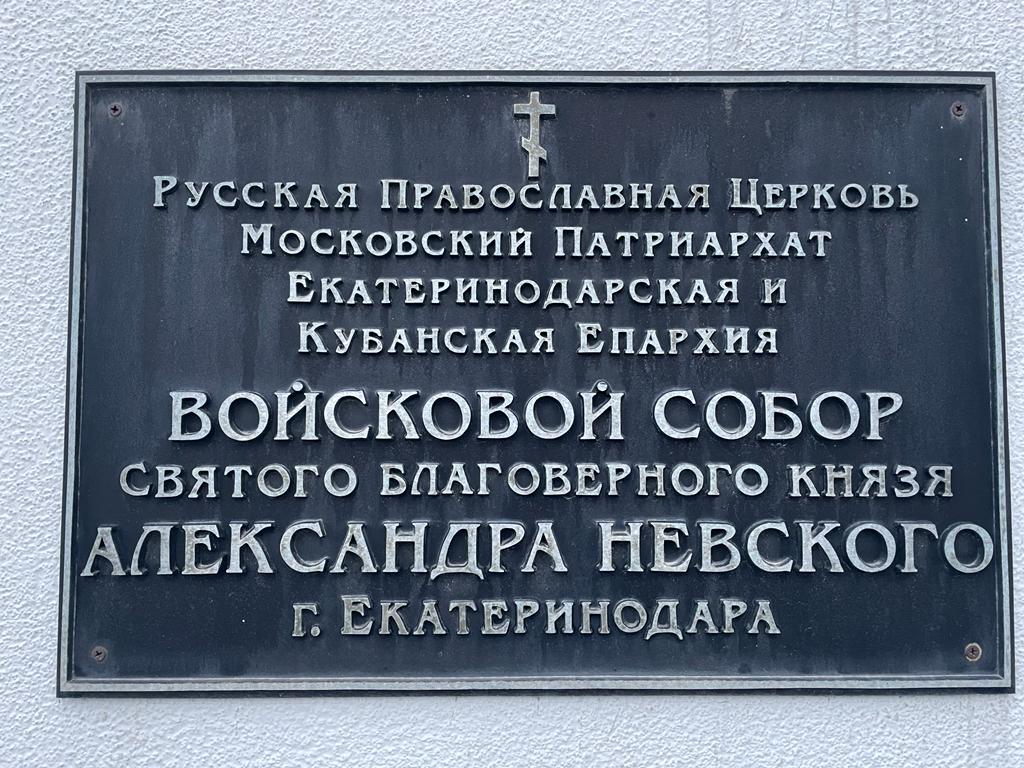 Русская Православная Церковь
Московский Патриархат
Екатеринодарская и
Кубанская Епархия
ВОЙСКОВОЙ СОБОР
СВЯТОГО БЛАГОВЕРНОГО КНЯЗЯ
АЛЕКСАНДРА НЕВСКОГО
г. Екатеринодара